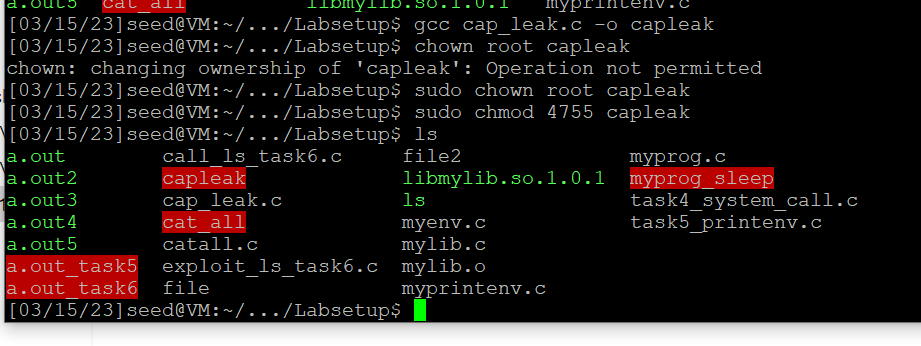 a.out5 cat_all libmylib.so.1.0.1 myprintenv.c
[03/15/23]seed@VM:~/.../Labsetup$ gcc cap_leak.c -o capleak
[03/15/23]seed@VM:~/.../Labsetup$ chown root capleak
chown: changing ownership of 'capleak': Operation not permitted
[03/15/23]seed@VM:~/.../Labsetup$ sudo chown root capleak
[03/15/23]seed@VM:~/.../Labsetup$ sudo chmod 4755 capleak
[03/15/23]seed@VM:~/.../Labsetup$ ls
a.out call_ls_task6.c file2 myprog.c
a.out2 capleak libmylib.so.1.0.1 myprog_sleep
a.out3 cap_leak.c ls task4_system_call.c
a.out4 cat_all myenv.c task5_printenv.c
a.out5 catall.c mylib.c
a.out_task5 exploit_ls_task6.c mylib.o
a.out_task6 file myprintenv.c
[03/15/23]seed@VM:~/.../Labsetup$